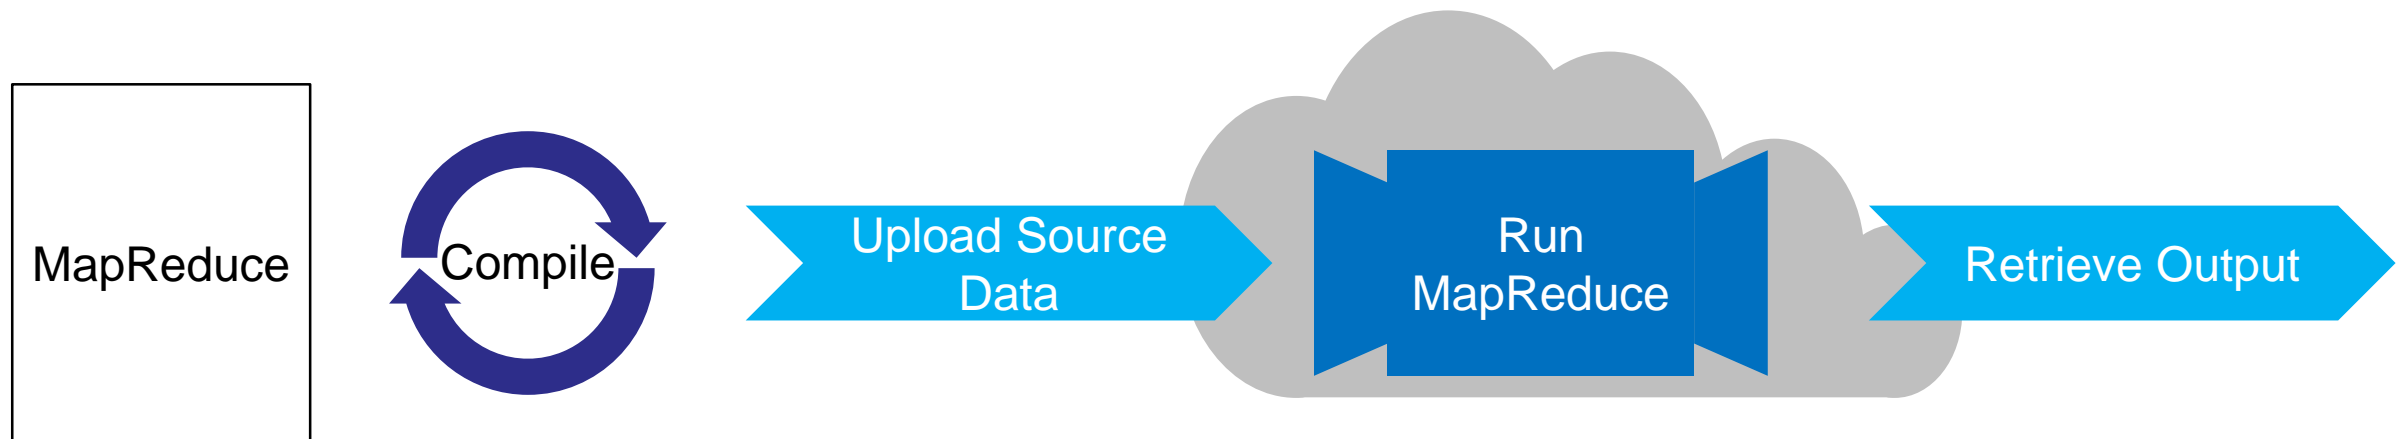 MapReduce
Compile
Upload Source
Data
Run
MapReduce
Retrieve Output